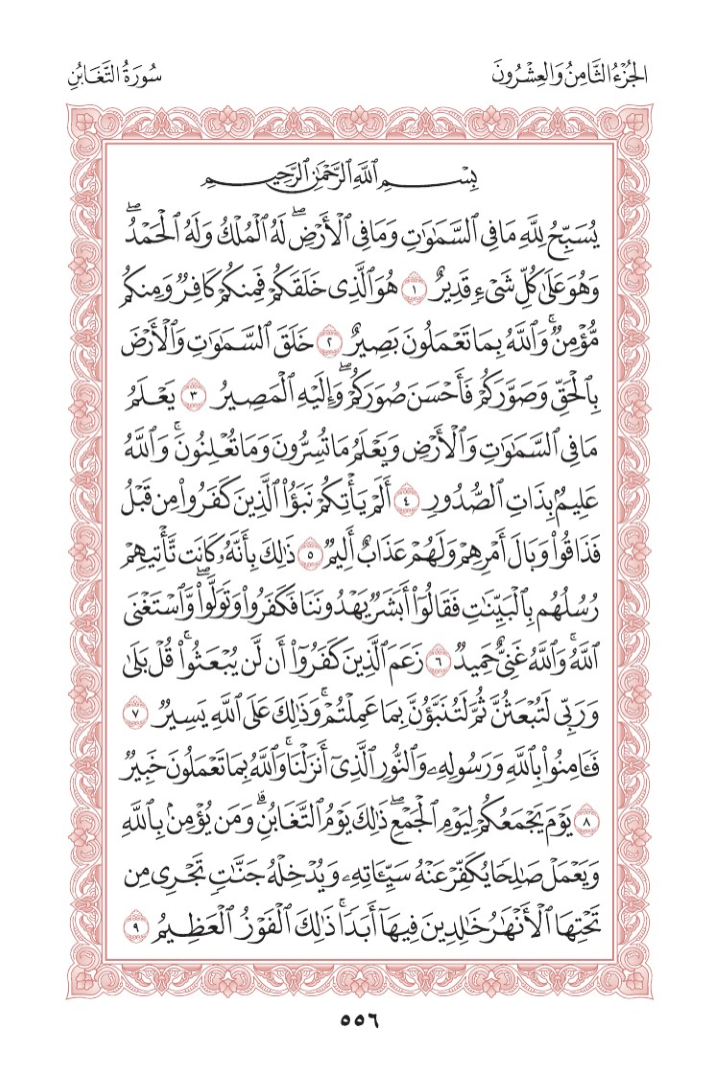 الجُزْءُ الثَّامِنُ وَالعِشْرُونَ
سُورَةُ التَّغَابُنِ
بِسْمِ ٱللَّهِ ٱلرَّحْمَٰنِ ٱلرَّحِيمِ
يُسَبِّحُ لِلَّهِ مَا فِى ٱلسَّمَٰوَٰتِ وَمَا فِى ٱلْأَرْضِۖ لَهُ ٱلْمُلْكُ وَلَهُ ٱلْحَمْدُۖ
وَهُوَ عَلَىٰ كُلِّ شَىْءٍ قَدِيرٌ ١ هُوَ ٱلَّذِى خَلَقَكُمْ فَمِنكُمْ كَافِرٌ وَمِنكُم
مُّؤْمِنٌۚ وَٱللَّهُ بِمَا تَعْمَلُونَ بَصِيرٌ ٢ خَلَقَ ٱلسَّمَٰوَٰتِ وَٱلْأَرْضَ
بِٱلْحَقِّ وَصَوَّرَكُمْ فَأَحْسَنَ صُوَرَكُمْۖ وَإِلَيْهِ ٱلْمَصِيرُ ٣ يَعْلَمُ
مَا فِى ٱلسَّمَٰوَٰتِ وَٱلْأَرْضِ وَيَعْلَمُ مَا تُسِرُّونَ وَمَا تُعْلِنُونَۚ وَٱللَّهُ
عَلِيمٌۢ بِذَاتِ ٱلصُّدُورِ ٤ أَلَمْ يَأْتِكُمْ نَبَؤُا۟ ٱلَّذِينَ كَفَرُوا۟ مِن قَبْلُ
فَذَاقُوا۟ وَبَالَ أَمْرِهِمْ وَلَهُمْ عَذَابٌ أَلِيمٌ ٥ ذَٰلِكَ بِأَنَّهُۥ كَانَت تَّأْتِيهِمْ
رُسُلُهُم بِٱلْبَيِّنَٰتِ فَقَالُوٓا۟ أَبَشَرٌ يَهْدُونَنَا فَكَفَرُوا۟ وَتَوَلَّوا۟ۖ وَّٱسْتَغْنَى
ٱللَّهُۚ وَٱللَّهُ غَنِىٌّ حَمِيدٌ ٦ زَعَمَ ٱلَّذِينَ كَفَرُوٓا۟ أَن لَّن يُبْعَثُوا۟ۚ قُلْ بَلَىٰ
وَرَبِّى لَتُبْعَثُنَّ ثُمَّ لَتُنَبَّؤُنَّ بِمَا عَمِلْتُمْۚ وَذَٰلِكَ عَلَى ٱللَّهِ يَسِيرٌ ٧
فَـَٔامِنُوا۟ بِٱللَّهِ وَرَسُولِهِۦ وَٱلنُّورِ ٱلَّذِىٓ أَنزَلْنَاۚ وَٱللَّهُ بِمَا تَعْمَلُونَ خَبِيرٌ
٨ يَوْمَ يَجْمَعُكُمْ لِيَوْمِ ٱلْجَمْعِۖ ذَٰلِكَ يَوْمُ ٱلتَّغَابُنِۗ وَمَن يُؤْمِنۢ بِٱللَّهِ
وَيَعْمَلْ صَٰلِحًا يُكَفِّرْ عَنْهُ سَيِّـَٔاتِهِۦ وَيُدْخِلْهُ جَنَّٰتٍ تَجْرِى مِن
تَحْتِهَا ٱلْأَنْهَٰرُ خَٰلِدِينَ فِيهَآ أَبَدًاۚ ذَٰلِكَ ٱلْفَوْزُ ٱلْعَظِيمُ ٩
٥٥٦